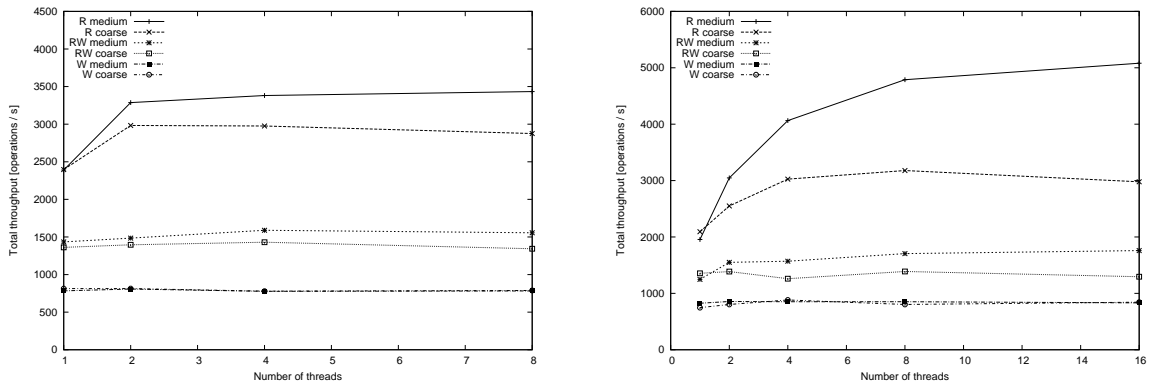 Total throughput [operations / s]
4500
4000
3500
3000
2500
2000
1500
1000
500
0
R medium
R coarse
RW medium
RW coarse
W medium
W coarse
1 2 3 4 5 6 7 8
Number of threads
Total throughput [operations / s]
6000
5000
4000
3000
2000
1000
0
R medium
R coarse
RW medium
RW coarse
W medium
W coarse
0 2 4 6 8 10 12 14 16
Number of threads